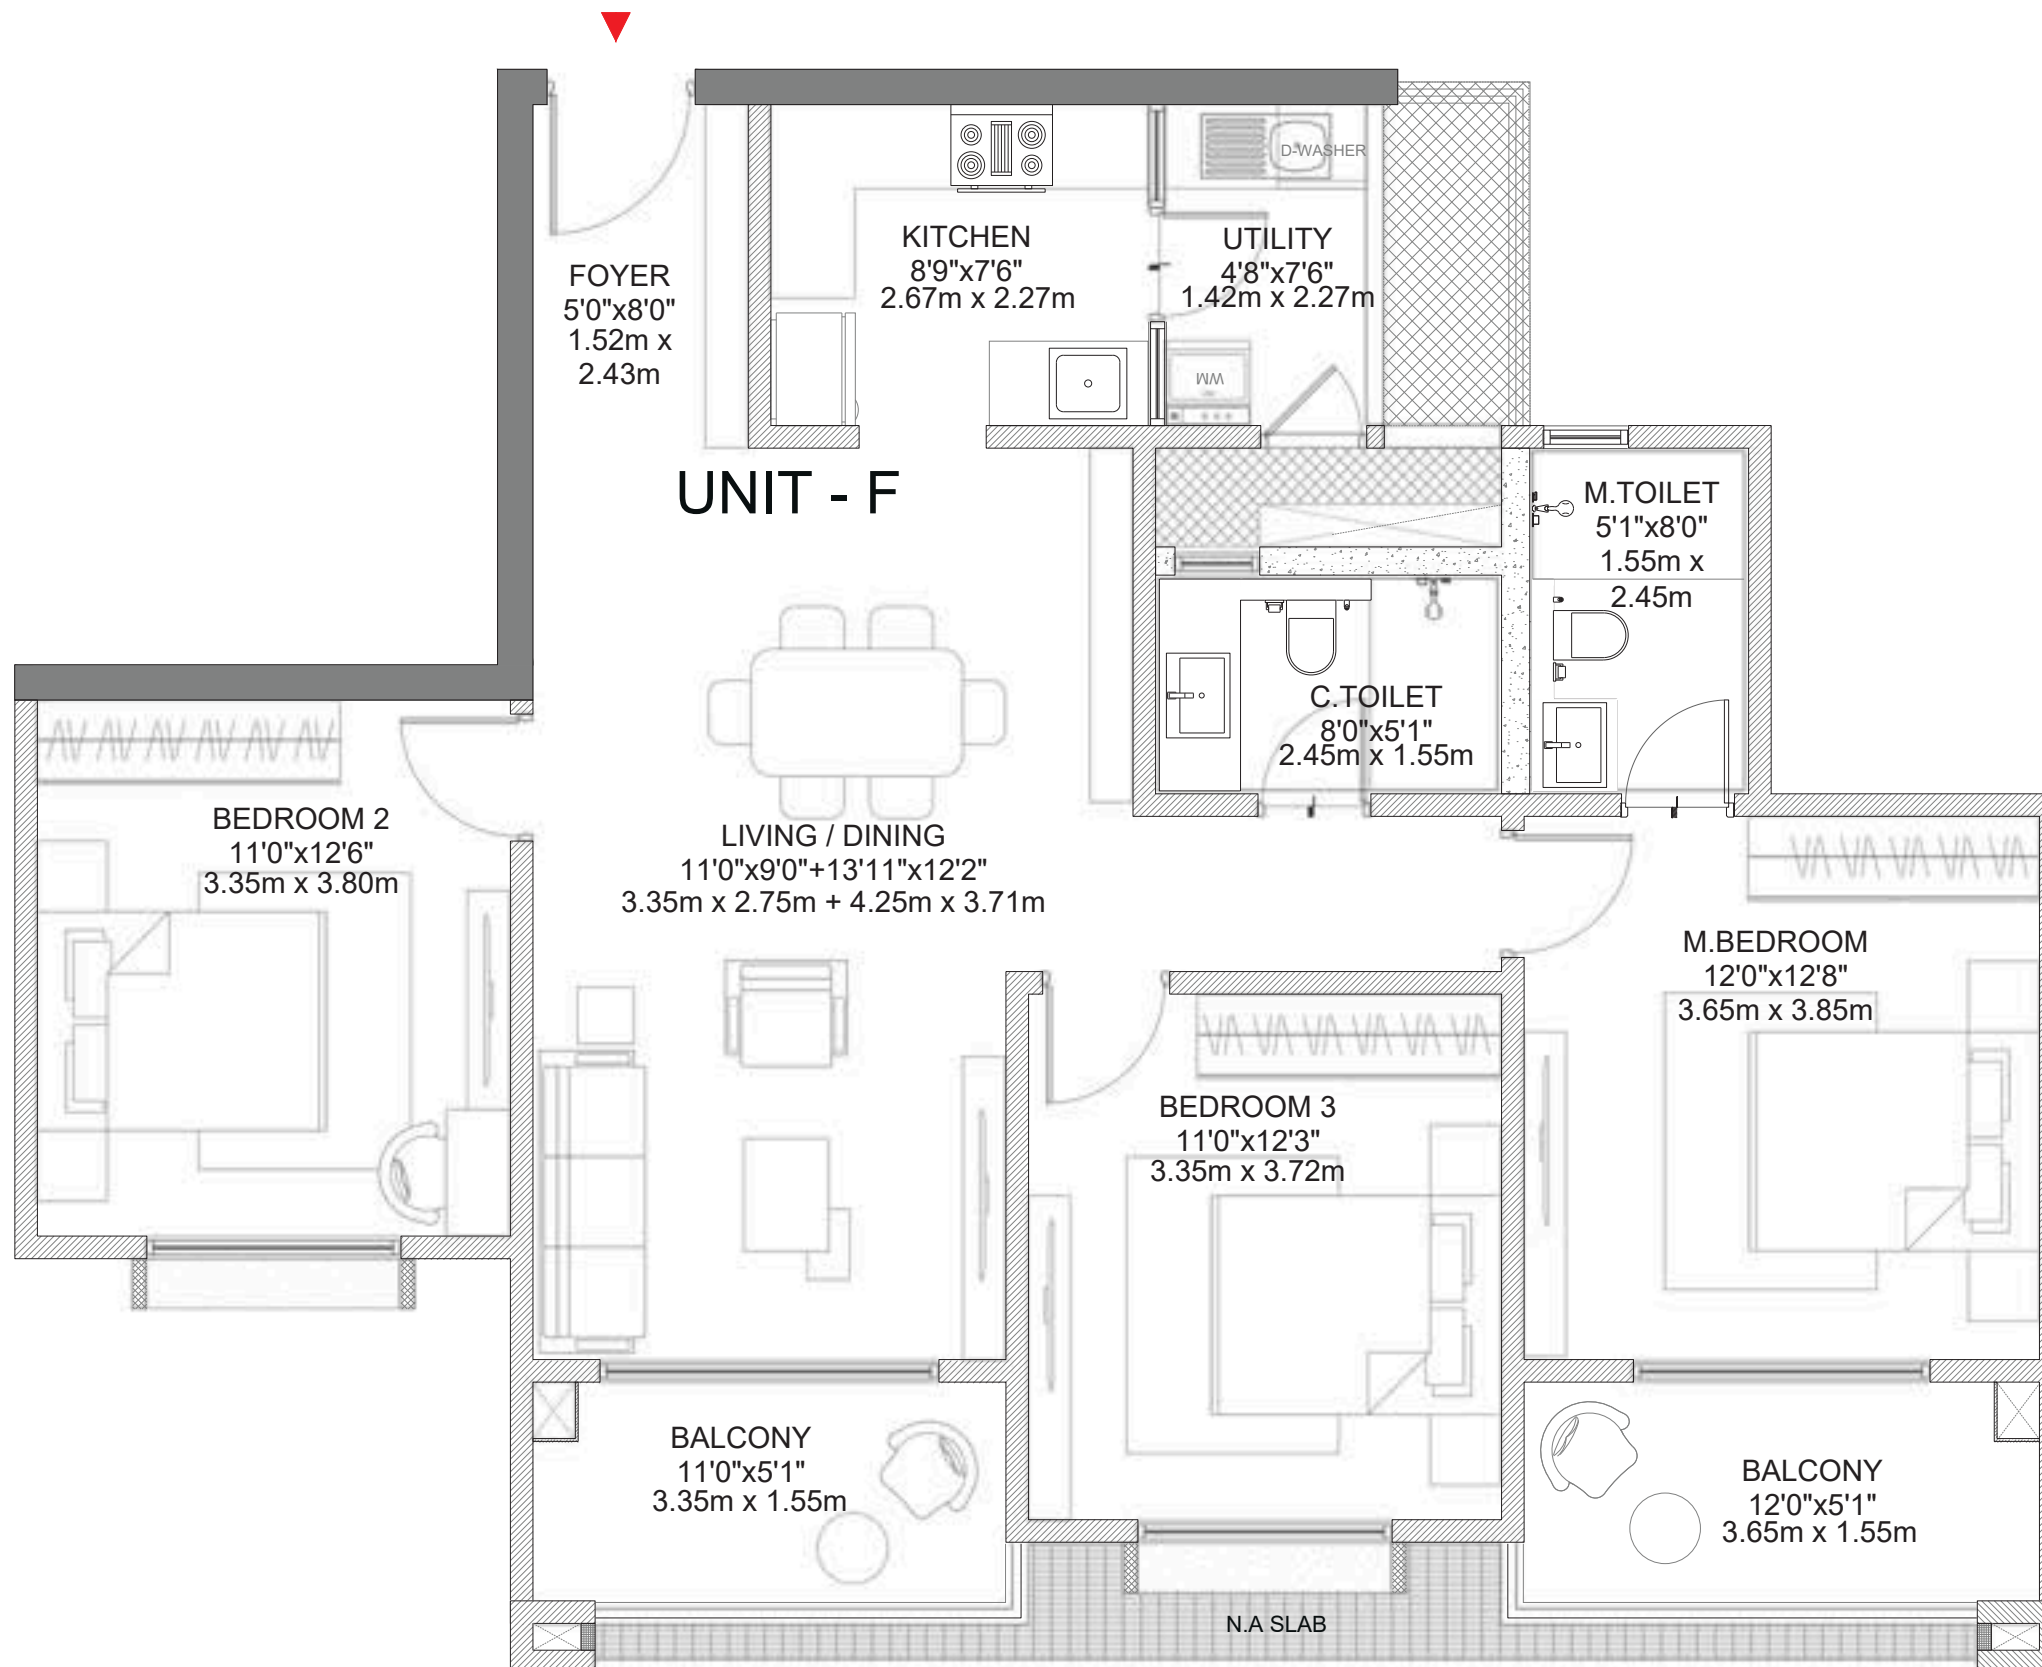 D-WASHER
KITCHEN
8'9"x7'6"
2.67m x 2.27m
UTILITY
4'8"x7'6"
1.42m x 2.27m
FOYER
5'0"x8'0"
1.52m x
2.43m
WM
UNIT - F
M.TOILET
5'1"x8'0"
1.55m x
2.45m
C.TOILET
8'0"x5'1"
2.45m x 1.55m
BEDROOM 2
11'0"x12'6"
3.35m x 3.80m
LIVING / DINING
11'0"x9'0"+13'11"x12'2"
3.35m x 2.75m + 4.25m x 3.71m
M.BEDROOM
12'0"x12'8"
3.65m x 3.85m
BEDROOM 3
11'0"x12'3"
3.35m x 3.72m
BALCONY
11'0"x5'1"
3.35m x 1.55m
BALCONY
12'0"x5'1"
3.65m x 1.55m
N.A SLAB